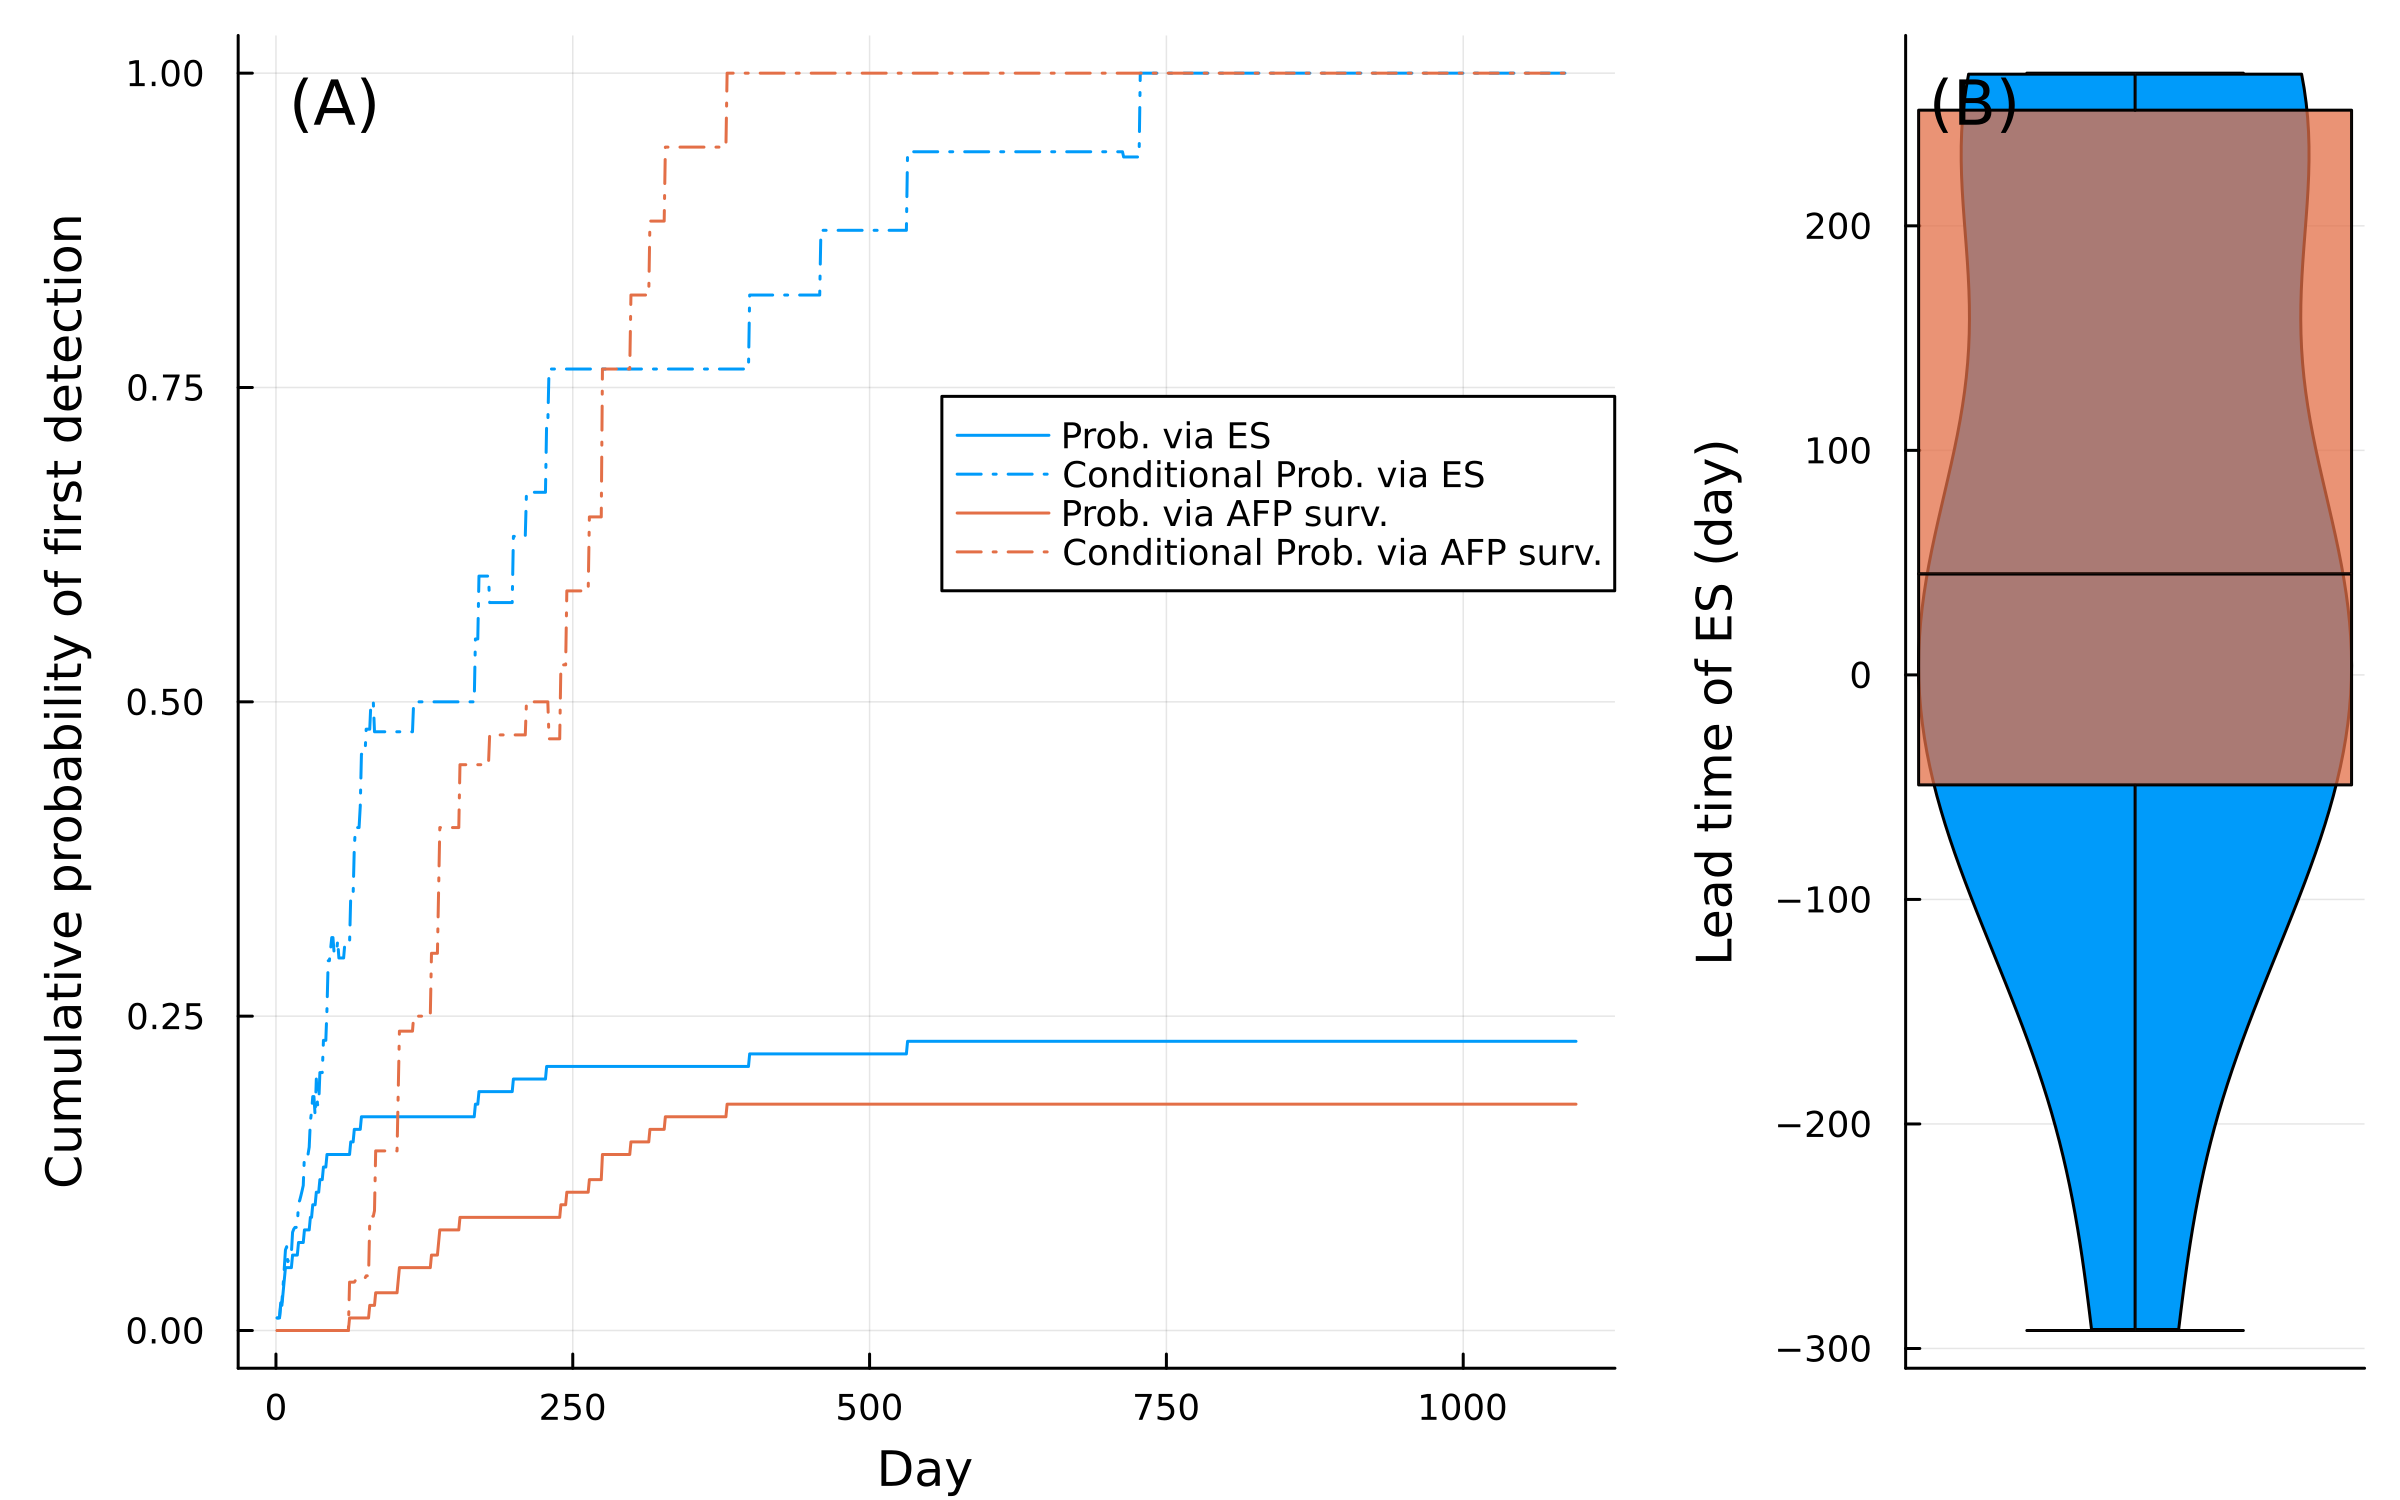 (A)
Cumulative probability of first detection
1.00
0.75
0.50
0.25
0.00
0
250
500
750
1000
Day
Prob. via ES
Conditional Prob. via ES
Prob. via AFP surv.
Conditional Prob. via AFP surv.
(B)
Lead time of ES (day)
200
100
0
−100
−200
−300